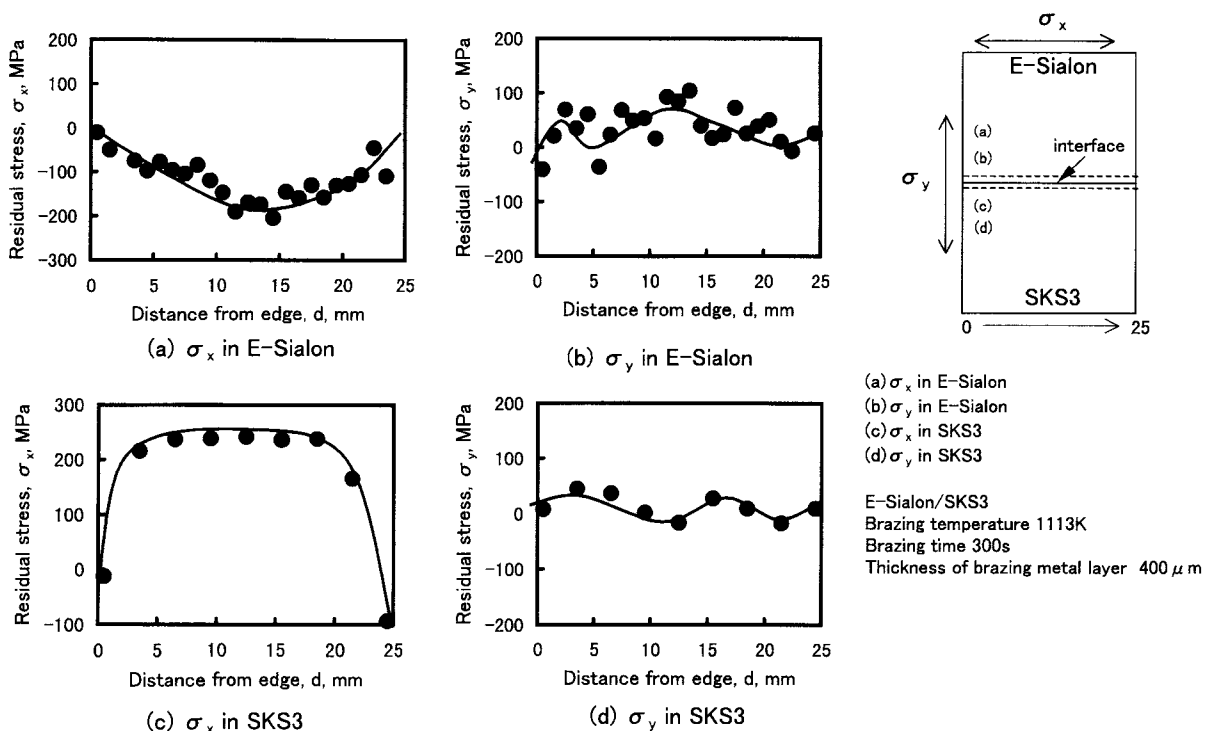 200
100
0
-100
-200
-300
Residual stress, σx, MPa
0 5 10 15 20 25
Distance from edge, d, mm
(a) σx in E-Sialon
200
100
0
-100
-200
Residual stress, σy, MPa
0 5 10 15 20 25
Distance from edge, d, mm
(b) σy in E-Sialon
σx
E-Sialon
(a)
(b)
interface
σy
(c)
(d)
SKS3
0 25
300
200
100
0
-100
Residual stress, σx, MPa
0 5 10 15 20 25
Distance from edge, d, mm
(c) σx in SKS3
200
100
0
-100
-200
Residual stress, σy, MPa
0 5 10 15 20 25
Distance from edge, d, mm
(d) σy in SKS3
(a) σx in E-Sialon
(b) σy in E-Sialon
(c) σx in SKS3
(d) σy in SKS3
E-Sialon/SKS3
Brazing temperature 1113K
Brazing time 300s
Thickness of brazing metal layer 400 μm